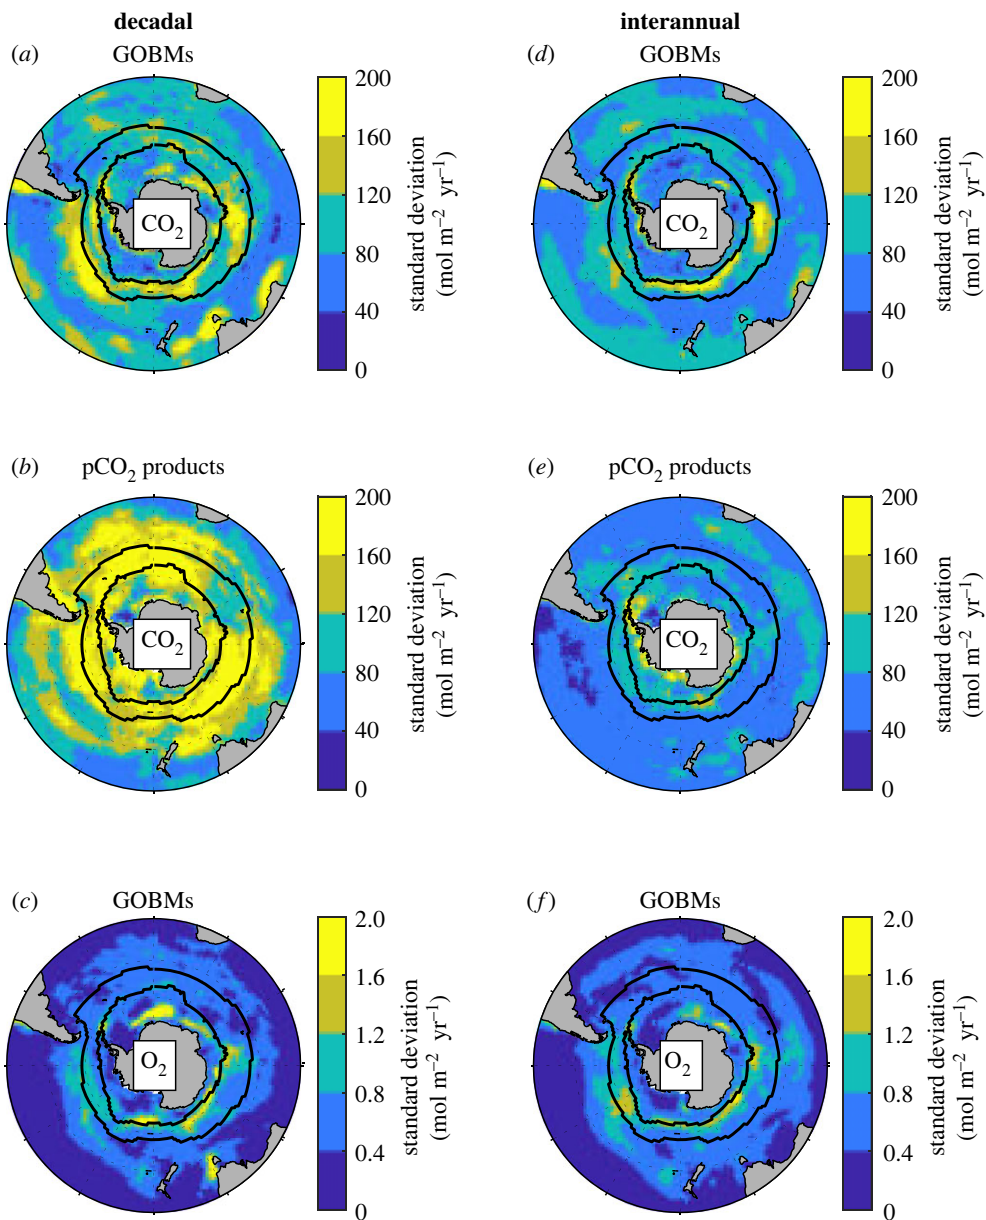 decadal
interannual
(a) GOBMs
200
160
120
80
40
0
standard deviation
(mol m⁻² yr⁻¹)
CO₂
(d) GOBMs
200
160
120
80
40
0
standard deviation
(mol m⁻² yr⁻¹)
CO₂
(b) pCO₂ products
200
160
120
80
40
0
standard deviation
(mol m⁻² yr⁻¹)
CO₂
(e) pCO₂ products
200
160
120
80
40
0
standard deviation
(mol m⁻² yr⁻¹)
CO₂
(c) GOBMs
2.0
1.6
1.2
0.8
0.4
0
standard deviation
(mol m⁻² yr⁻¹)
O₂
(f) GOBMs
2.0
1.6
1.2
0.8
0.4
0
standard deviation
(mol m⁻² yr⁻¹)
O₂